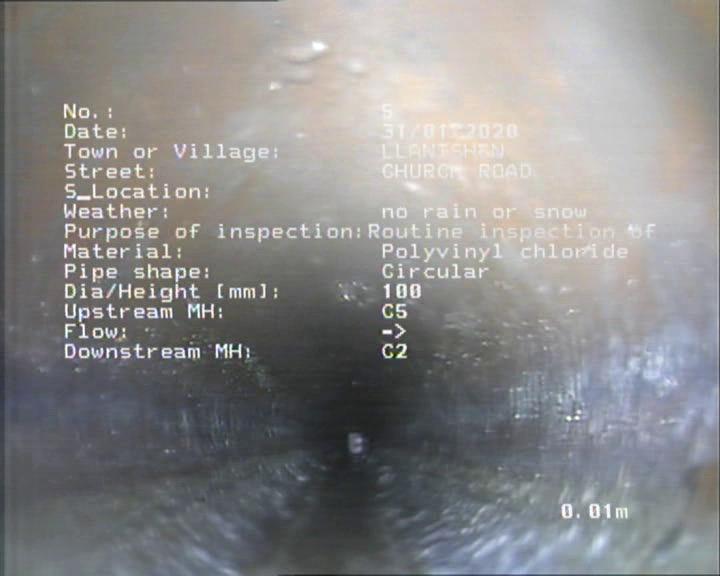 No.: 5
Date: 31/01/2020
Town or Village: LLANISHEN
Street: CHURCH ROAD
S_Location:
Weather: no rain or snow
Purpose of inspection:Routine inspection of
Material: Polyvinyl chloride
Pipe shape: Circular
Dia/Height [mm]: 100
Upstream MH: C5
Flow: ->
Downstream MH: C2
0.01m